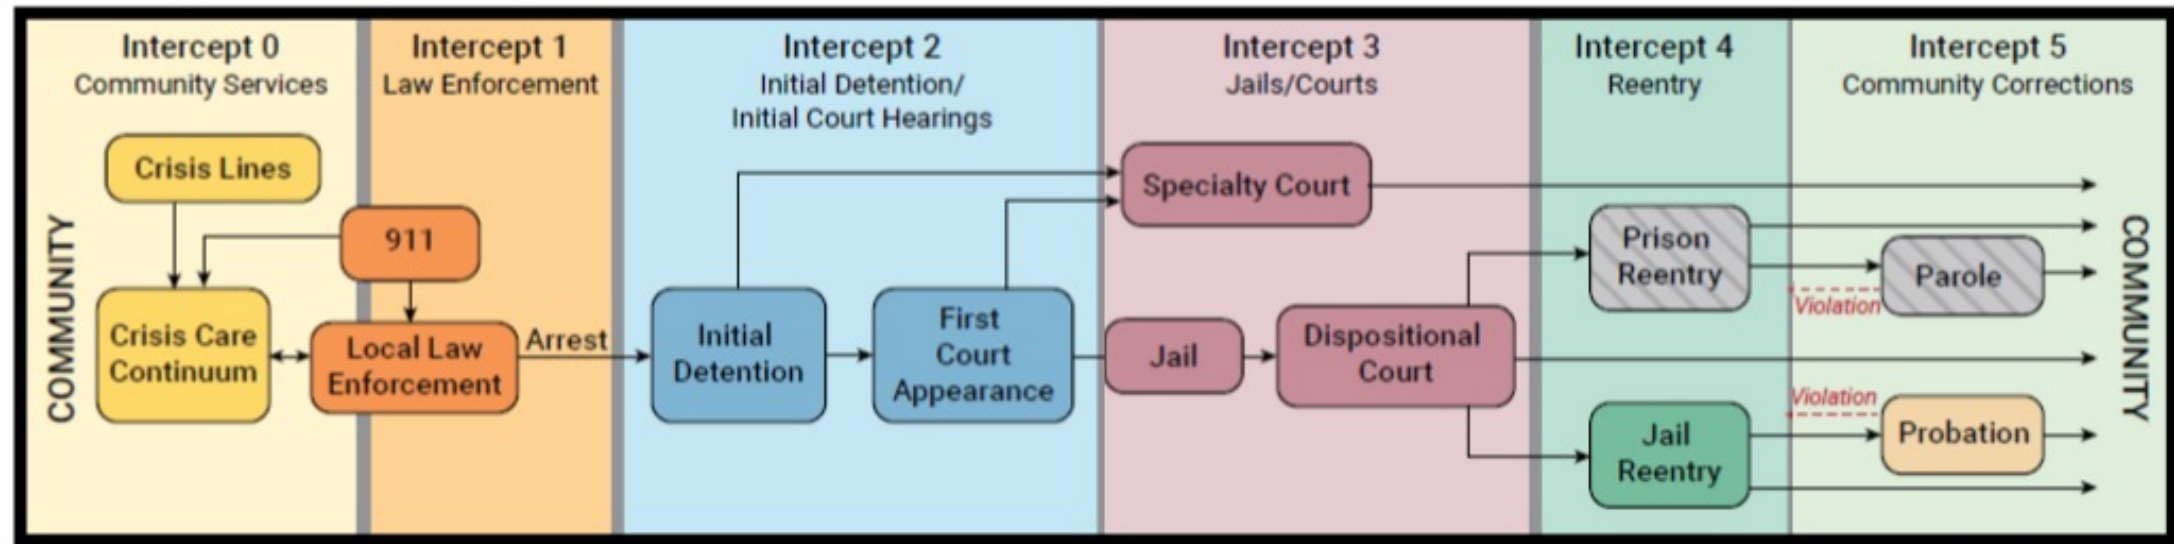 Intercept 0
Community Services
Intercept 1
Law Enforcement
Intercept 2
Initial Detention/
Initial Court Hearings
Intercept 3
Jails/Courts
Intercept 4
Reentry
Intercept 5
Community Corrections
COMMUNITY
Crisis Lines
911
Crisis Care
Continuum
Local Law
Enforcement
Arrest
Initial
Detention
First
Court
Appearance
Specialty Court
Jail
Dispositional
Court
Prison
Reentry
Violation
Parole
Jail
Reentry
Violation
Probation
COMMUNITY